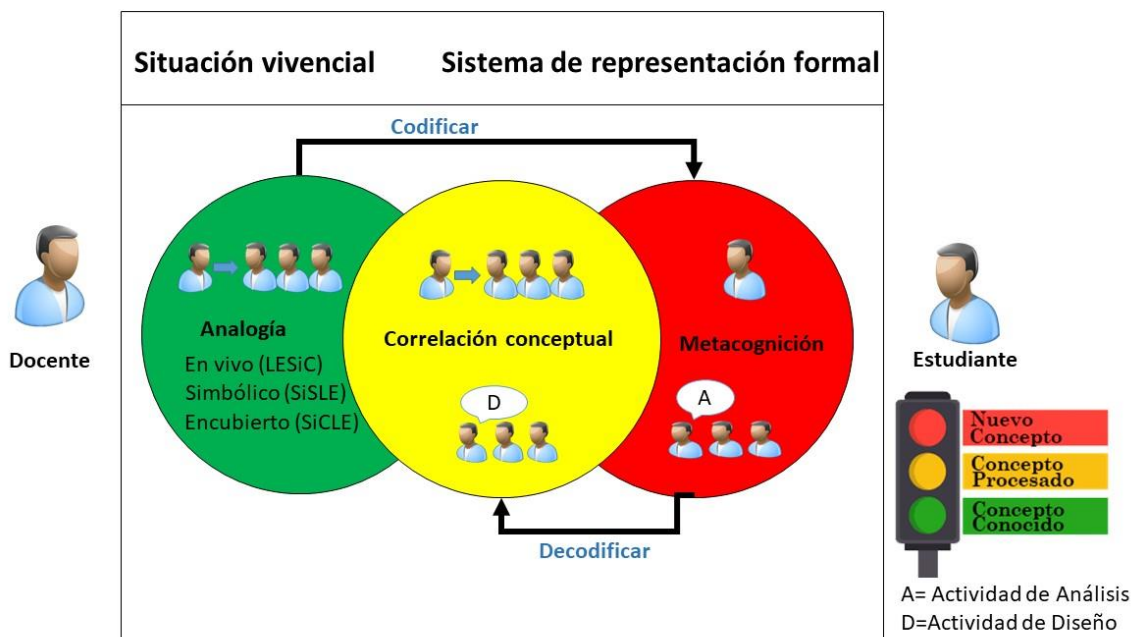 Situación vivencial
Sistema de representación formal
Codificar
Docente
Analogía
En vivo (LESiC)
Simbólico (SiSLE)
Encubierto (SiCLE)
Correlación conceptual
D
Metacognición
A
Decodificar
Estudiante
Nuevo
Concepto
Concepto
Procesado
Concepto
Conocido
A= Actividad de Análisis
D=Actividad de Diseño